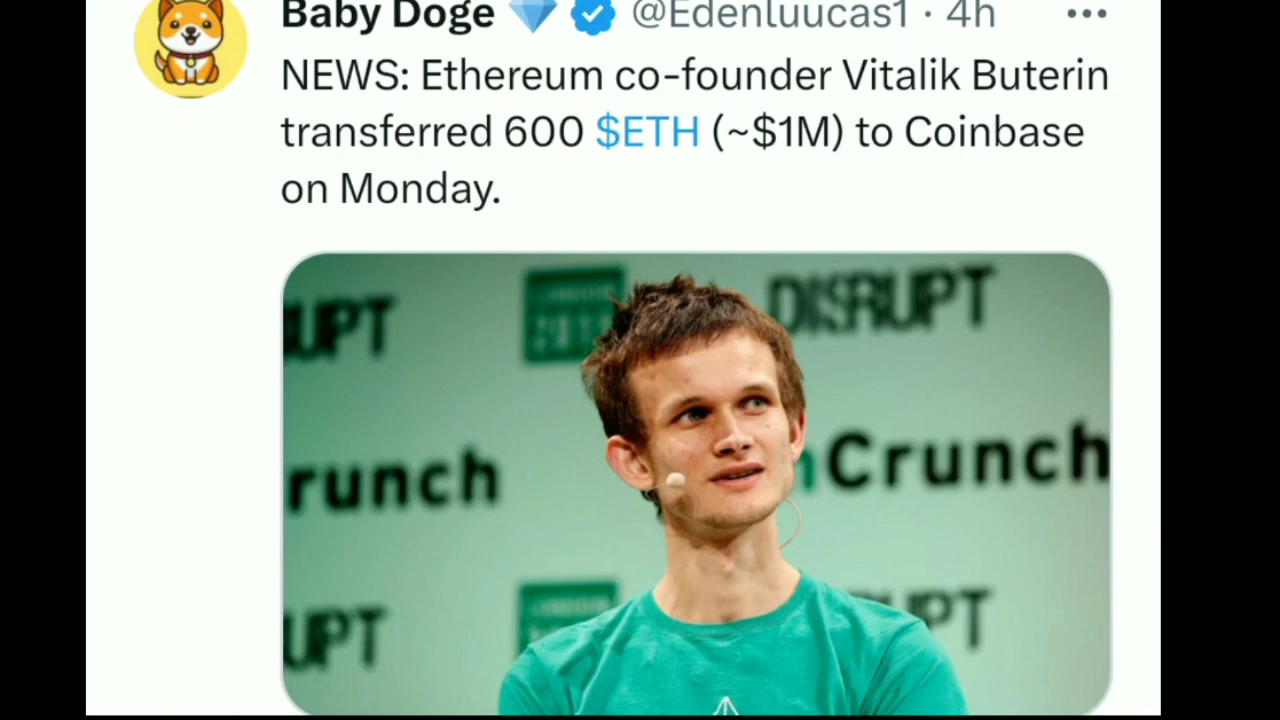 Baby Doge @Edenluucas1 · 4h
NEWS: Ethereum co-founder Vitalik Buterin
transferred 600 $ETH (~$1M) to Coinbase
on Monday.
UPT DISRUPT
runch Crunch
UPT UPT